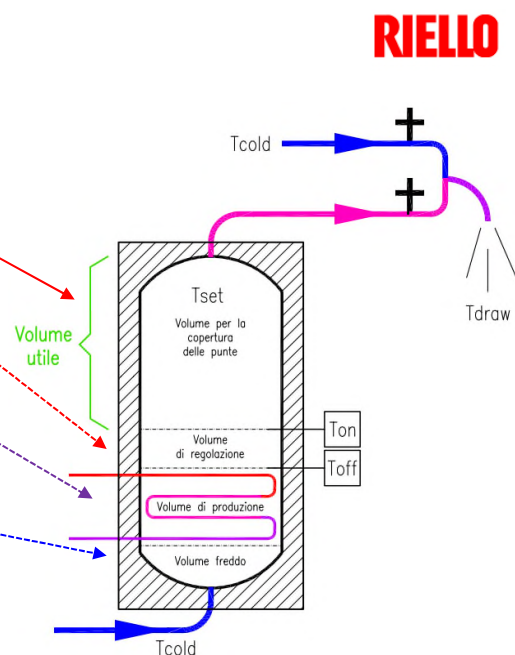 RIELLO
Tcold
Tdraw
Tset
Volume per la
copertura
delle punte
Volume
utile
Ton
Volume
di regolazione
Toff
Volume di produzione
Volume freddo
Tcold